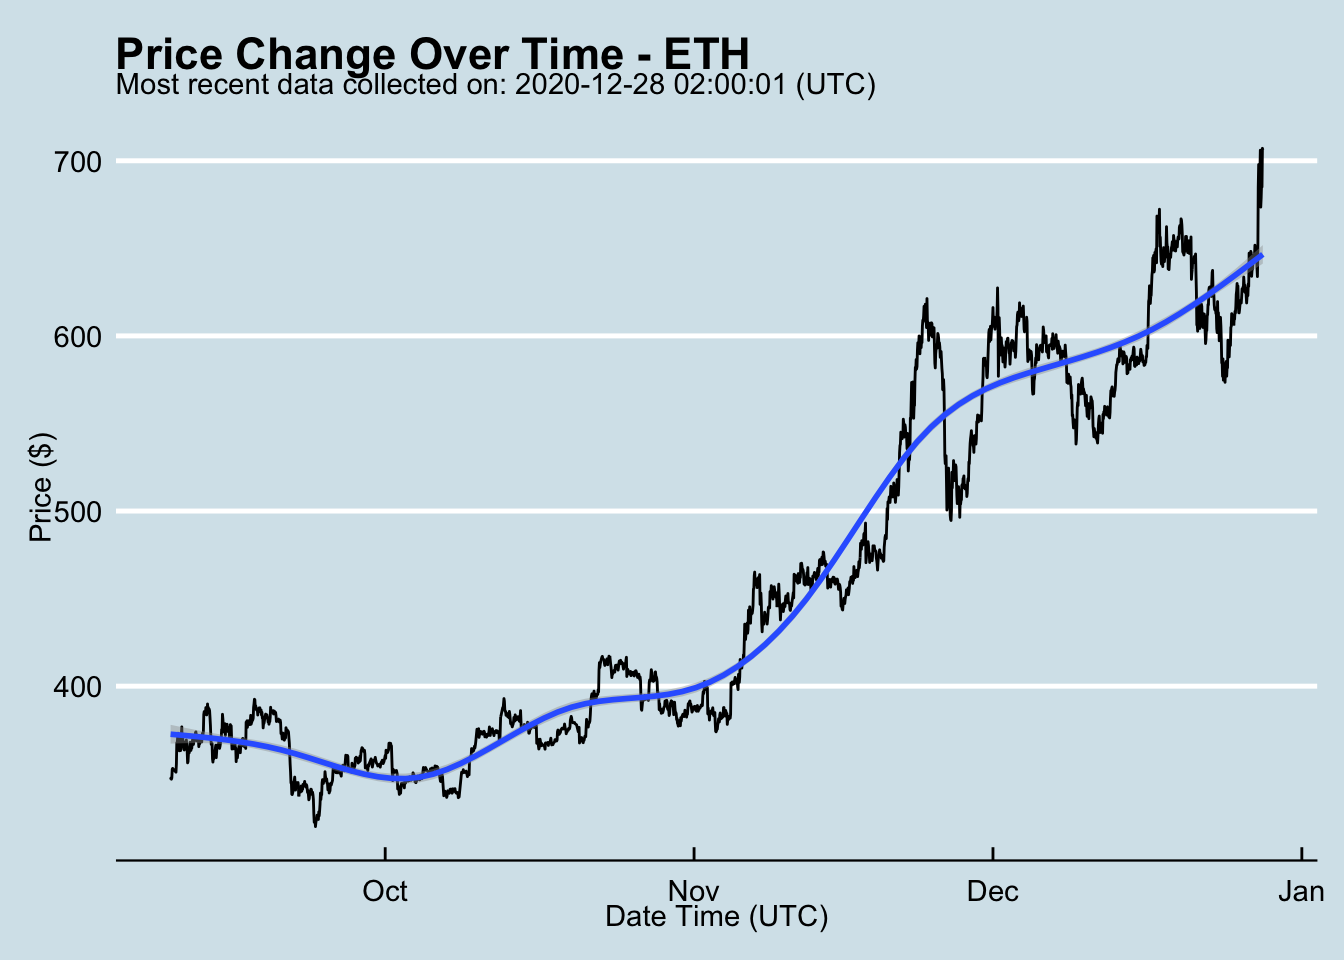 Price Change Over Time - ETH
Most recent data collected on: 2020-12-28 02:00:01 (UTC)
700
600
500
400
Price ($)
Oct
Nov
Dec
Jan
Date Time (UTC)